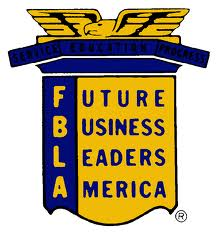 SERVICE EDUCATION PROGRESS
FUTURE
BUSINESS
LEADERS
AMERICA
®